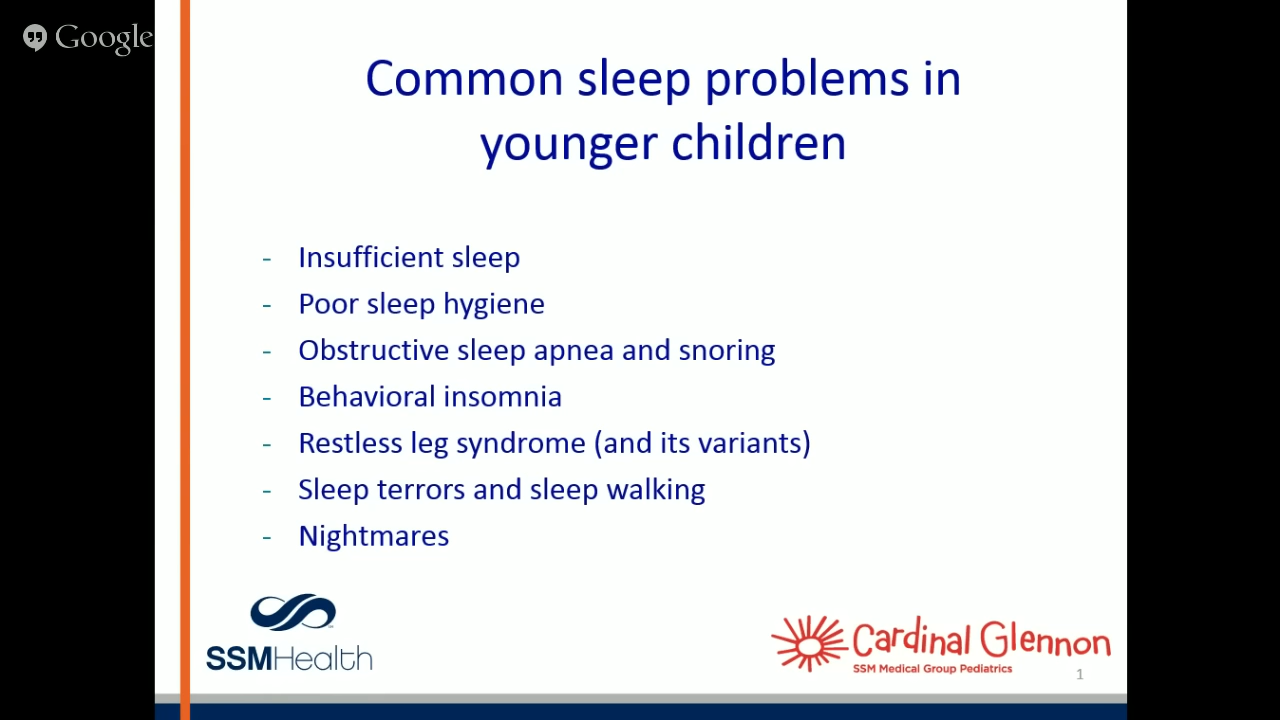 Google
Common sleep problems in
younger children
- Insufficient sleep
- Poor sleep hygiene
- Obstructive sleep apnea and snoring
- Behavioral insomnia
- Restless leg syndrome (and its variants)
- Sleep terrors and sleep walking
- Nightmares
SSMHealth
Cardinal Glennon
SSM Medical Group Pediatrics
1